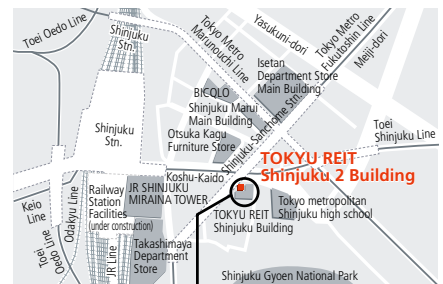 Toei Oedo Line
Shinjuku
Stn.
Tokyo Metro
Marunouchi Line
Yasukuni-dori
Tokyo Metro
Fukutoshin Line
Meiji-dori
Isetan
Department Store
Main Building
BICQLO
Shinjuku Marui
Main Building
Otsuka Kagu
Furniture Store
Shinjuku-Sanchome Stn.
Shinjuku
Stn.
Toei
Shinjuku Line
Koshu-Kaido
TOKYU REIT
Shinjuku 2 Building
Keio
Line
Toei
Oedo Line
Odakyu Line
Railway
Station
Facilities
(under construction)
JR Line
JR SHINJUKU
MIRAINA TOWER
Takashimaya
Department
Store
TOKYU REIT
Shinjuku Building
Tokyo metropolitan
Shinjuku high school
Shinjuku Gyoen National Park